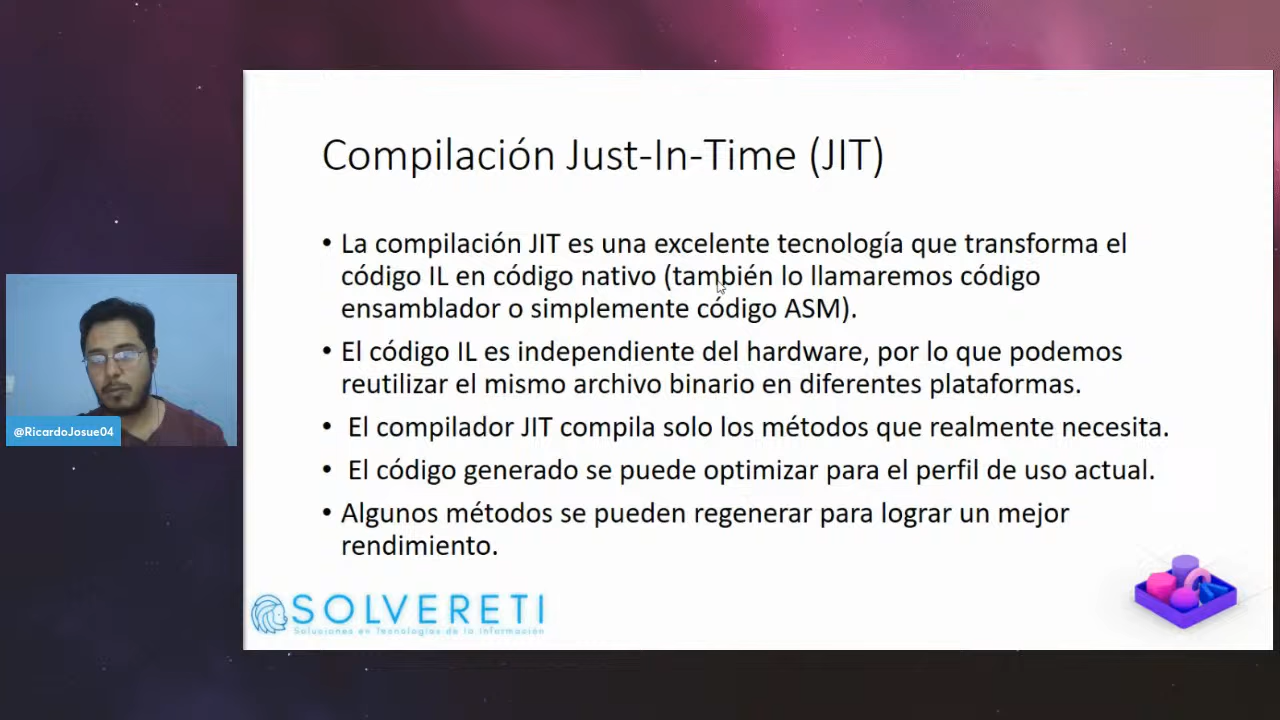 Compilación Just-In-Time (JIT)
• La compilación JIT es una excelente tecnología que transforma el
código IL en código nativo (también lo llamaremos código
ensamblador o simplemente código ASM).
• El código IL es independiente del hardware, por lo que podemos
reutilizar el mismo archivo binario en diferentes plataformas.
• El compilador JIT compila solo los métodos que realmente necesita.
• El código generado se puede optimizar para el perfil de uso actual.
• Algunos métodos se pueden regenerar para lograr un mejor
rendimiento.
@RicardoJosue04
SOLVERETI
Soluciones en Tecnologías de la Información